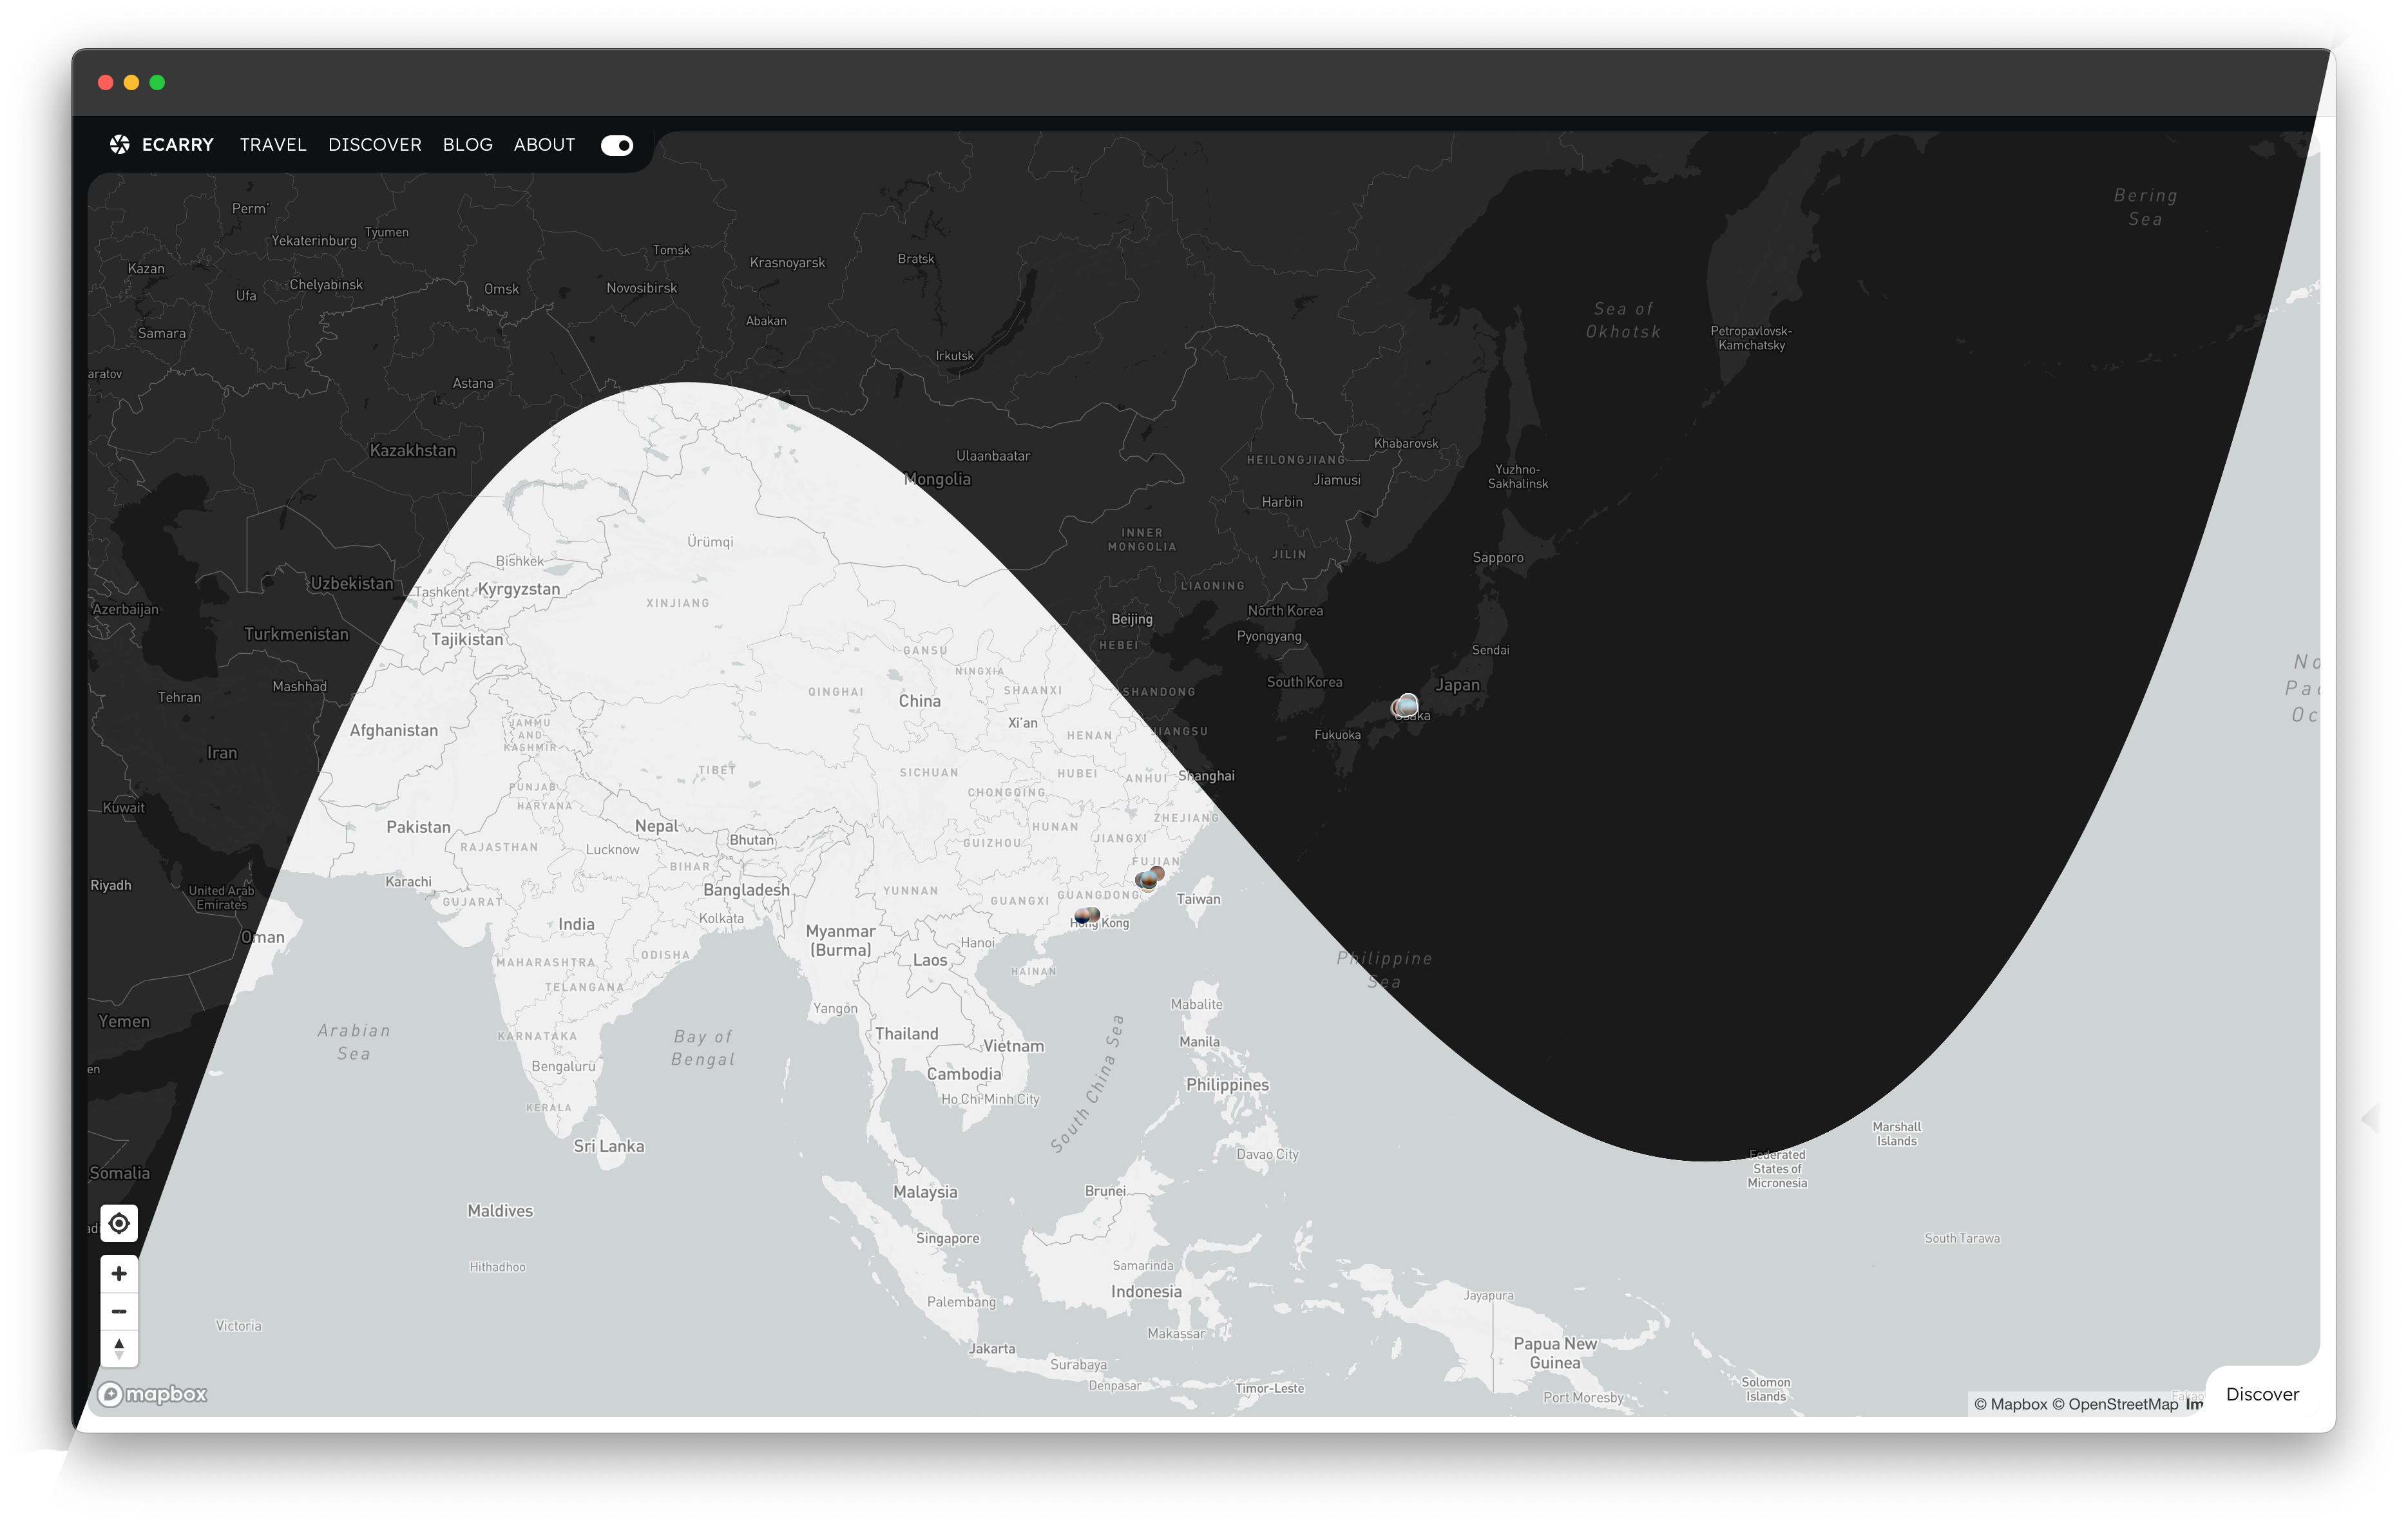 ECARRY TRAVEL DISCOVER BLOG ABOUT
Perm'
Bering
Sea
Tyumen
Yekaterinburg
Tomsk
Krasnoyarsk
Bratsk
Kazan
Chelyabinsk
Omsk
Novosibirsk
Ufa
Sea of
Okhotsk
Abakan
Samara
Petropavlovsk-
Kamchatsky
Irkutsk
aratov
Astana
Khabarovsk
Kazakhstan
Ulaanbaatar
HEILONGJIANG
Mongolia
Jiamusi
Yuzhno-
Sakhalinsk
Harbin
INNER
MONGOLIA
Ürümqi
JILIN
Sapporo
Bishkek
Uzbekistan
Tashkent
Kyrgyzstan
LIAONING
XINJIANG
Azerbaijan
North Korea
Beijing
Turkmenistan
Tajikistan
Pyongyang
HEBEI
GANSU
Sendai
No
Pac
Oc
NINGXIA
Mashhad
Tehran
QINGHAI
SHAANXI
SHANDONG
South Korea
Japan
China
Osaka
JAMMU
AND
KASHMIR
Xi'an
Afghanistan
HENAN
JIANGSU
Fukuoka
Iran
TIBET
SICHUAN
HUBEI
ANHUI
Shanghai
PUNJAB
CHONGQING
HARYANA
Kuwait
ZHEJIANG
Pakistan
Nepal
HUNAN
JIANGXI
Bhutan
GUIZHOU
RAJASTHAN
Lucknow
FUJIAN
BIHAR
Karachi
Riyadh
United Arab
Emirates
Bangladesh
YUNNAN
GUANGDONG
GUANGXI
Taiwan
GUJARAT
Kolkata
India
Hong Kong
Myanmar
(Burma)
Oman
Hanoi
ODISHA
Laos
Philippine
Sea
MAHARASHTRA
HAINAN
TELANGANA
Mabalite
Yangon
Yemen
Arabian
Sea
KARNATAKA
Bay of
Bengal
Thailand
Vietnam
South China Sea
Manila
Bengaluru
en
Cambodia
Philippines
Ho Chi Minh City
KERALA
Marshall
Islands
Sri Lanka
Davao City
Federated
States of
Micronesia
Somalia
Malaysia
Brunei
Maldives
adi
Singapore
South Tarawa
Hithadhoo
Samarinda
Indonesia
Jayapura
Palembang
Victoria
Makassar
Papua New
Guinea
Jakarta
Surabaya
Denpasar
Timor-Leste
Solomon
Islands
Port Moresby
mapbox
© Mapbox © OpenStreetMap Im
Discover